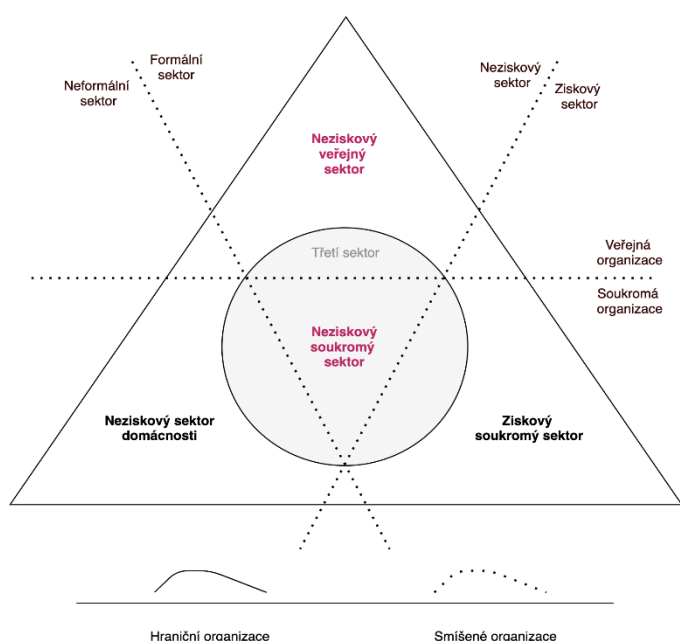 Formální
sektor
Neformální
sektor
Neziskový
sektor
Ziskový
sektor
Neziskový
veřejný
sektor
Třetí sektor
Veřejná
organizace
Soukromá
organizace
Neziskový
soukromý
sektor
Neziskový sektor
domácnosti
Ziskový
soukromý sektor
Hraniční organizace
Smíšené organizace